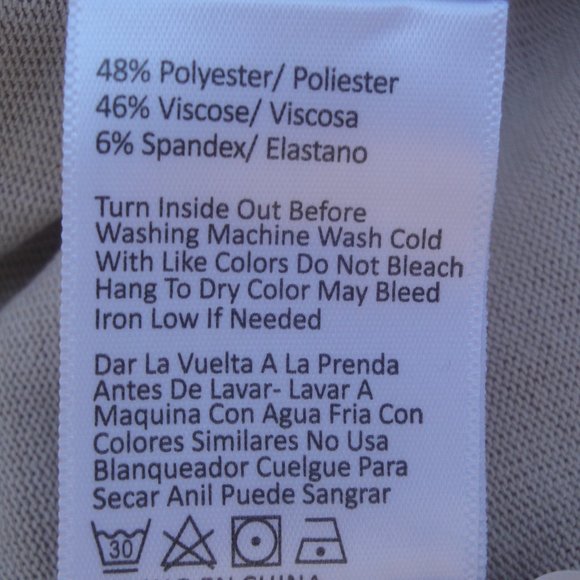 48% Polyester/ Poliester
46% Viscose/ Viscosa
6% Spandex/ Elastano
Turn Inside Out Before
Washing Machine Wash Cold
With Like Colors Do Not Bleach
Hang To Dry Color May Bleed
Iron Low If Needed
Dar La Vuelta A La Prenda
Antes De Lavar- Lavar A
Maquina Con Agua Fria Con
Colores Similares No Usa
Blanqueador Cuelgue Para
Secar Anil Puede Sangrar
30
EN CHINA